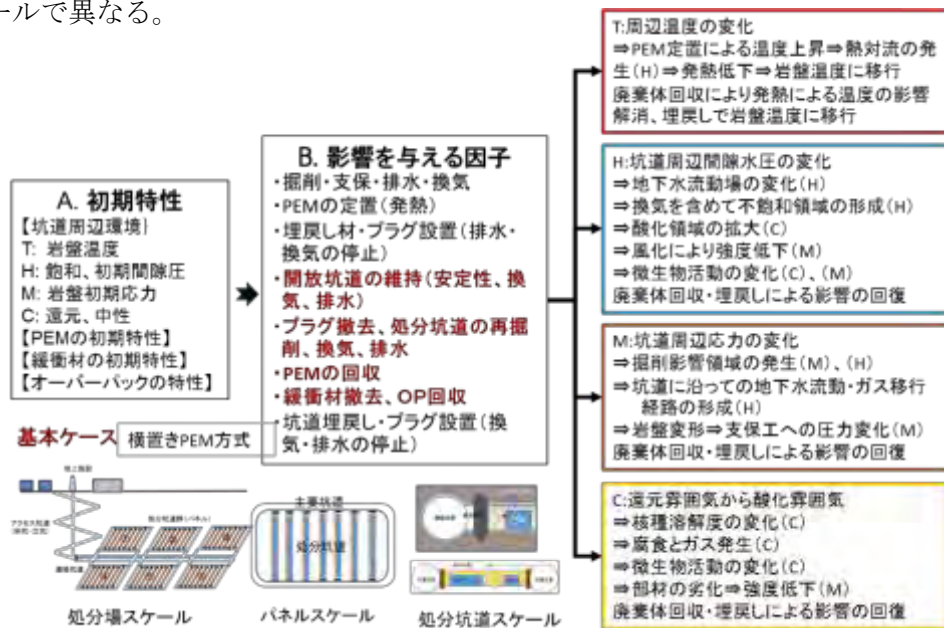 ールで異なる。
A. 初期特性
【坑道周辺環境】
T: 岩盤温度
H: 飽和、初期間隙圧
M: 岩盤初期応力
C: 還元、中性
【PEMの初期特性】
【緩衝材の初期特性】
【オーバーパックの特性】
B. 影響を与える因子
・掘削・支保・排水・換気
・PEMの定置(発熱)
・埋戻し材・プラグ設置(排水・
換気の停止)
・開放坑道の維持(安定性、換
気、排水)
・プラグ撤去、処分坑道の再掘
削、換気、排水
・PEMの回収
・緩衝材撤去、OP回収
・坑道埋戻し・プラグ設置(換
気・排水の停止)
T:周辺温度の変化
⇒PEM定置による温度上昇⇒熱対流の発
生(H)⇒発熱低下⇒岩盤温度に移行
廃棄体回収により発熱による温度の影響
解消、埋戻しで岩盤温度に移行
H:坑道周辺間隙水圧の変化
⇒地下水流動場の変化(H)
⇒換気を含めて不飽和領域の形成(H)
⇒酸化領域の拡大(C)
⇒風化により強度低下(M)
⇒微生物活動の変化(C)、(M)
廃棄体回収・埋戻しによる影響の回復
M:坑道周辺応力の変化
⇒掘削影響領域の発生(M)、(H)
⇒坑道に沿っての地下水流動・ガス移行
経路の形成(H)
⇒岩盤変形⇒支保工への圧力変化(M)
廃棄体回収・埋戻しによる影響の回復
C:還元雰囲気から酸化雰囲気
⇒核種溶解度の変化(C)
⇒腐食とガス発生(C)
⇒微生物活動の変化(C)
⇒部材の劣化⇒強度低下(M)
廃棄体回収・埋戻しによる影響の回復
基本ケース
横置きPEM方式
地上施設
アクセス坑道
主要坑道
処分坑道
処分場スケール
パネルスケール
処分坑道スケール